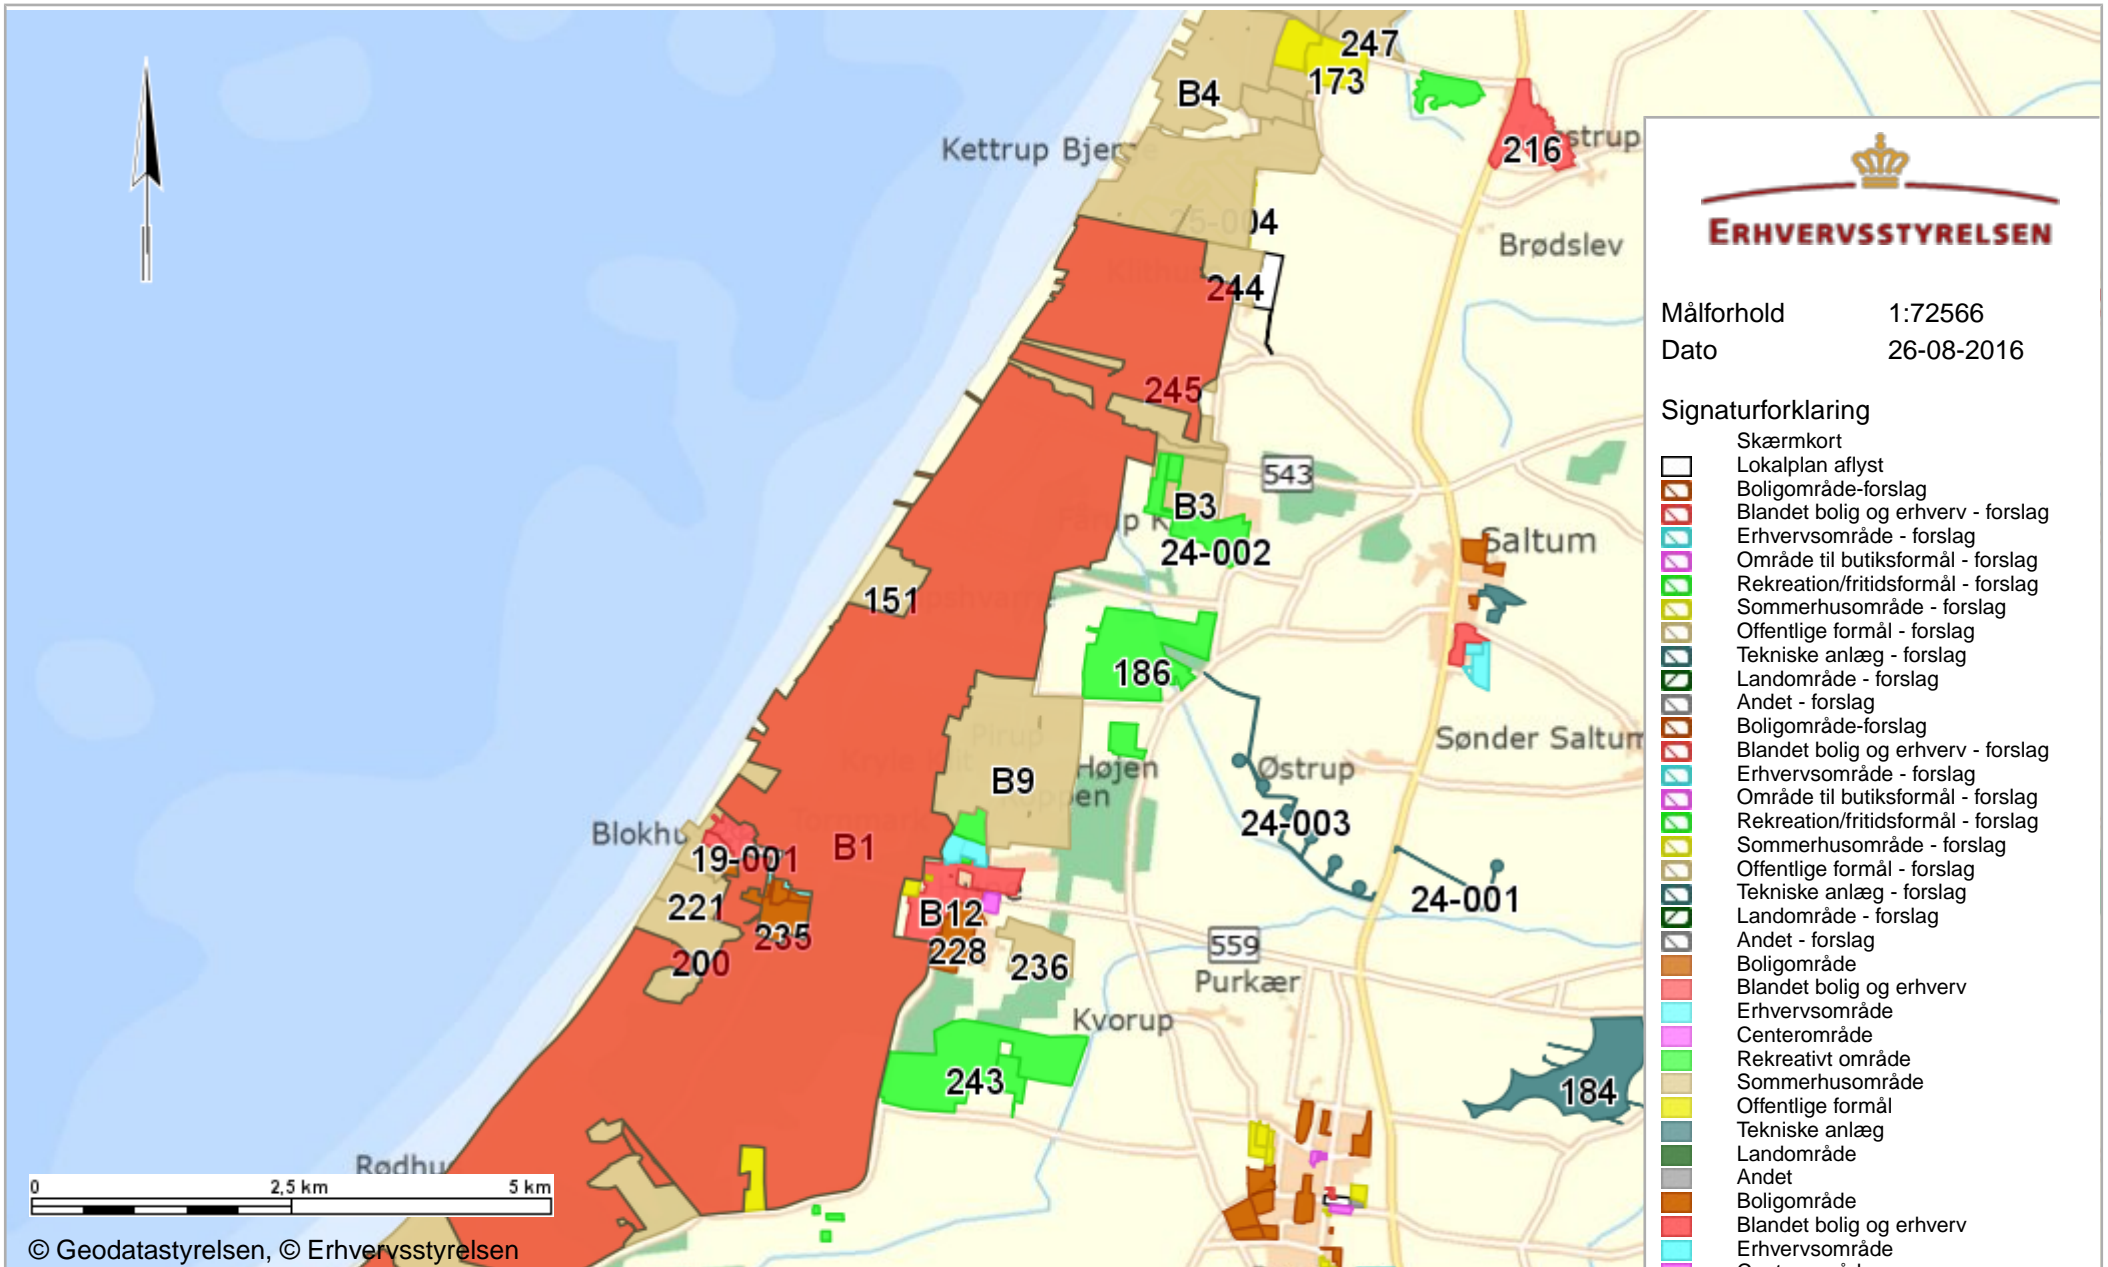 247
173
B4
Kettrup Bjer
216
strup
04
Brødslev
244
245
543
B3
24-002
Saltum
151
186
Sønder Saltum
Højen
Østrup
B9
24-003
Blokhu
19-001
B1
24-001
221
B12
235
228
236
559
200
Purkær
Kvorup
243
184
Rødhu
0
2,5 km
5 km
© Geodatastyrelsen, © Erhvervsstyrelsen
ERHVERVSSTYRELSEN
Målforhold 1:72566
Dato 26-08-2016
Signaturforklaring
Skærmkort
Lokalplan aflyst
Boligområde-forslag
Blandet bolig og erhverv - forslag
Erhvervsområde - forslag
Område til butiksformål - forslag
Rekreation/fritidsformål - forslag
Sommerhusområde - forslag
Offentlige formål - forslag
Tekniske anlæg - forslag
Landområde - forslag
Andet - forslag
Boligområde-forslag
Blandet bolig og erhverv - forslag
Erhvervsområde - forslag
Område til butiksformål - forslag
Rekreation/fritidsformål - forslag
Sommerhusområde - forslag
Offentlige formål - forslag
Tekniske anlæg - forslag
Landområde - forslag
Andet - forslag
Boligområde
Blandet bolig og erhverv
Erhvervsområde
Centerområde
Rekreativt område
Sommerhusområde
Offentlige formål
Tekniske anlæg
Landområde
Andet
Boligområde
Blandet bolig og erhverv
Erhvervsområde